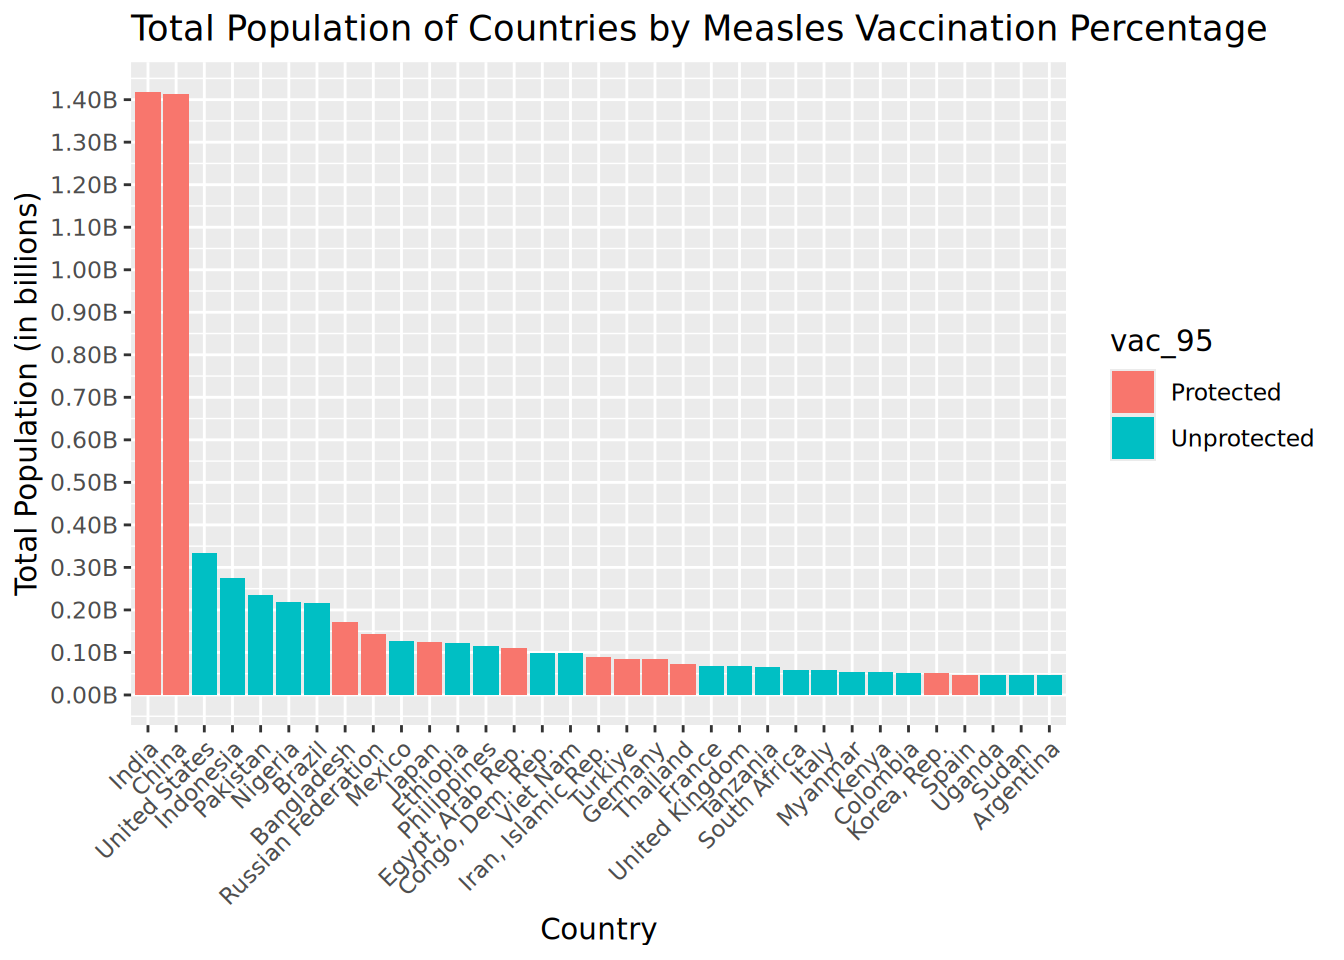 Total Population of Countries by Measles Vaccination Percentage
Total Population (in billions)
1.40B
1.30B
1.20B
1.10B
1.00B
0.90B
0.80B
0.70B
0.60B
0.50B
0.40B
0.30B
0.20B
0.10B
0.00B
India
China
United States
Indonesia
Pakistan
Nigeria
Brazil
Bangladesh
Russian Federation
Mexico
Japan
Ethiopia
Philippines
Egypt, Arab Rep.
Congo, Dem. Rep.
Viet Nam
Iran, Islamic Rep.
Turkiye
Germany
Thailand
France
United Kingdom
Tanzania
South Africa
Italy
Myanmar
Kenya
Colombia
Korea, Rep.
Spain
Uganda
Sudan
Argentina
Country
vac_95
Protected
Unprotected